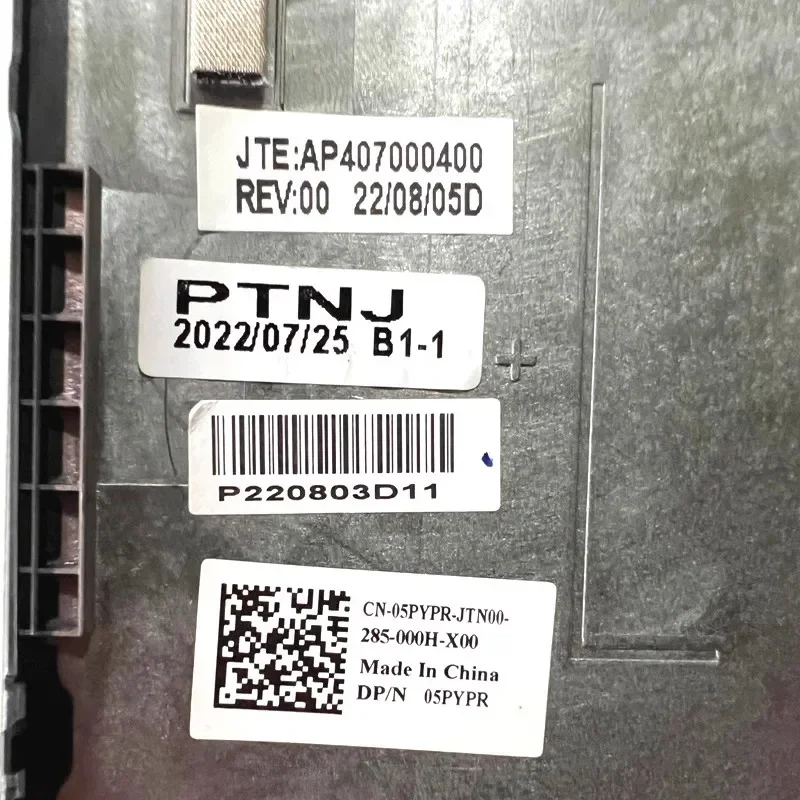 JTE:AP407000400
REV:00 22/08/05D
PTNJ
2022/07/25 B1-1
P220803D11
CN-05PYPR-JTN00-
285-000H-X00
Made In China
DP/N 05PYPR